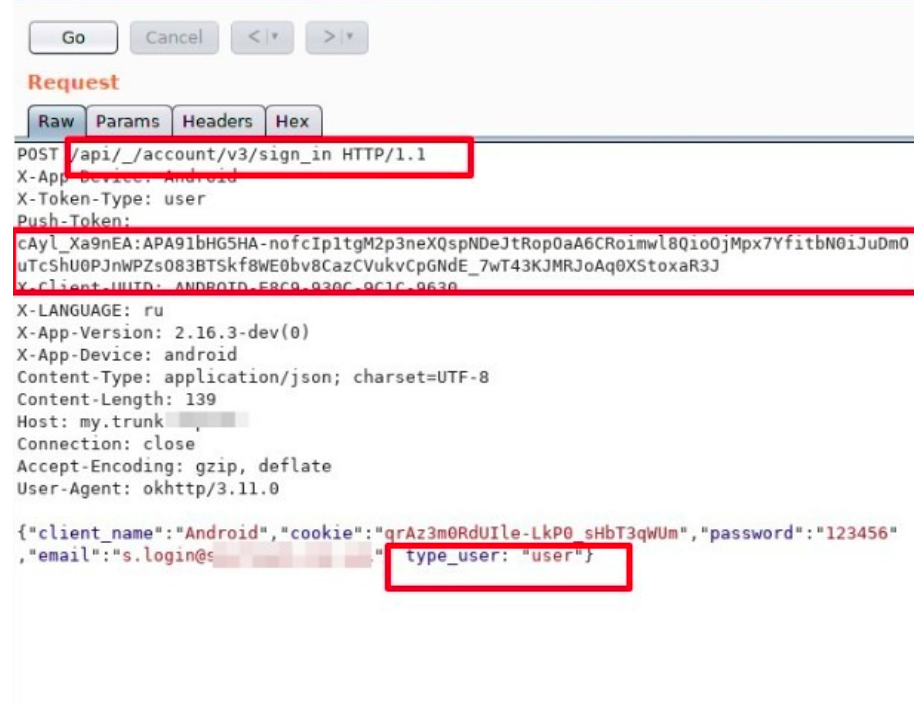 Go Cancel < >
Request
Raw Params Headers Hex
POST /api/_/account/v3/sign_in HTTP/1.1
X-App-Device: Android
X-Token-Type: user
Push-Token:
cAyl_Xa9nEA:APA91bHG5HA-nofcIp1tgM2p3neXQspNDeJtRopOaA6CRoimwl8QioOjMpx7YfitbN0iJuDmO
uTcShU0PJnWPZsO83BTSkf8WE0bv8CazCVukvCpGNdE_7wT43KJMRJoAq0XStoxaR3J
X-Client-UUID: ANDROID-E8C9-930C-9C1C-9630
X-LANGUAGE: ru
X-App-Version: 2.16.3-dev(0)
X-App-Device: android
Content-Type: application/json; charset=UTF-8
Content-Length: 139
Host: my.trunk
Connection: close
Accept-Encoding: gzip, deflate
User-Agent: okhttp/3.11.0
{"client_name":"Android","cookie":"qrAz3m0RdUIle-LkP0_sHbT3qWUm","password":"123456"
,"email":"s.login@s " type_user: "user"}